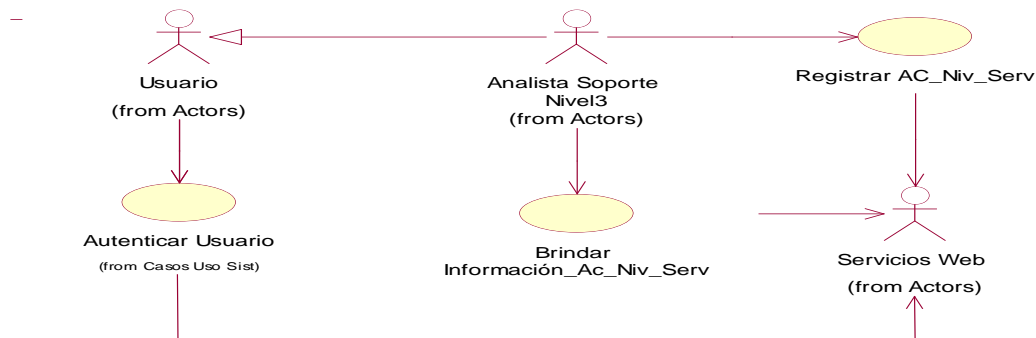 Usuario
(from Actors)
Analista Soporte
Nivel3
(from Actors)
Registrar AC_Niv_Serv
Autenticar Usuario
(from Casos Uso Sist)
Brindar
Información_Ac_Niv_Serv
Servicios Web
(from Actors)